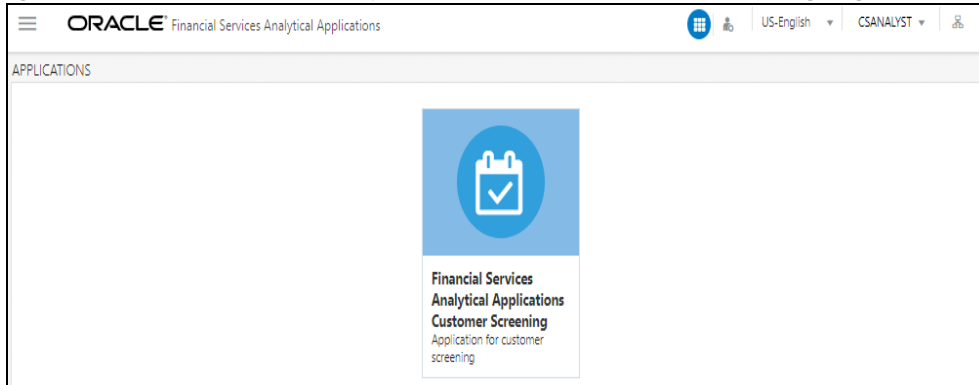 ORACLE® Financial Services Analytical Applications US-English CSANALYST
APPLICATIONS
Financial Services
Analytical Applications
Customer Screening
Application for customer
screening